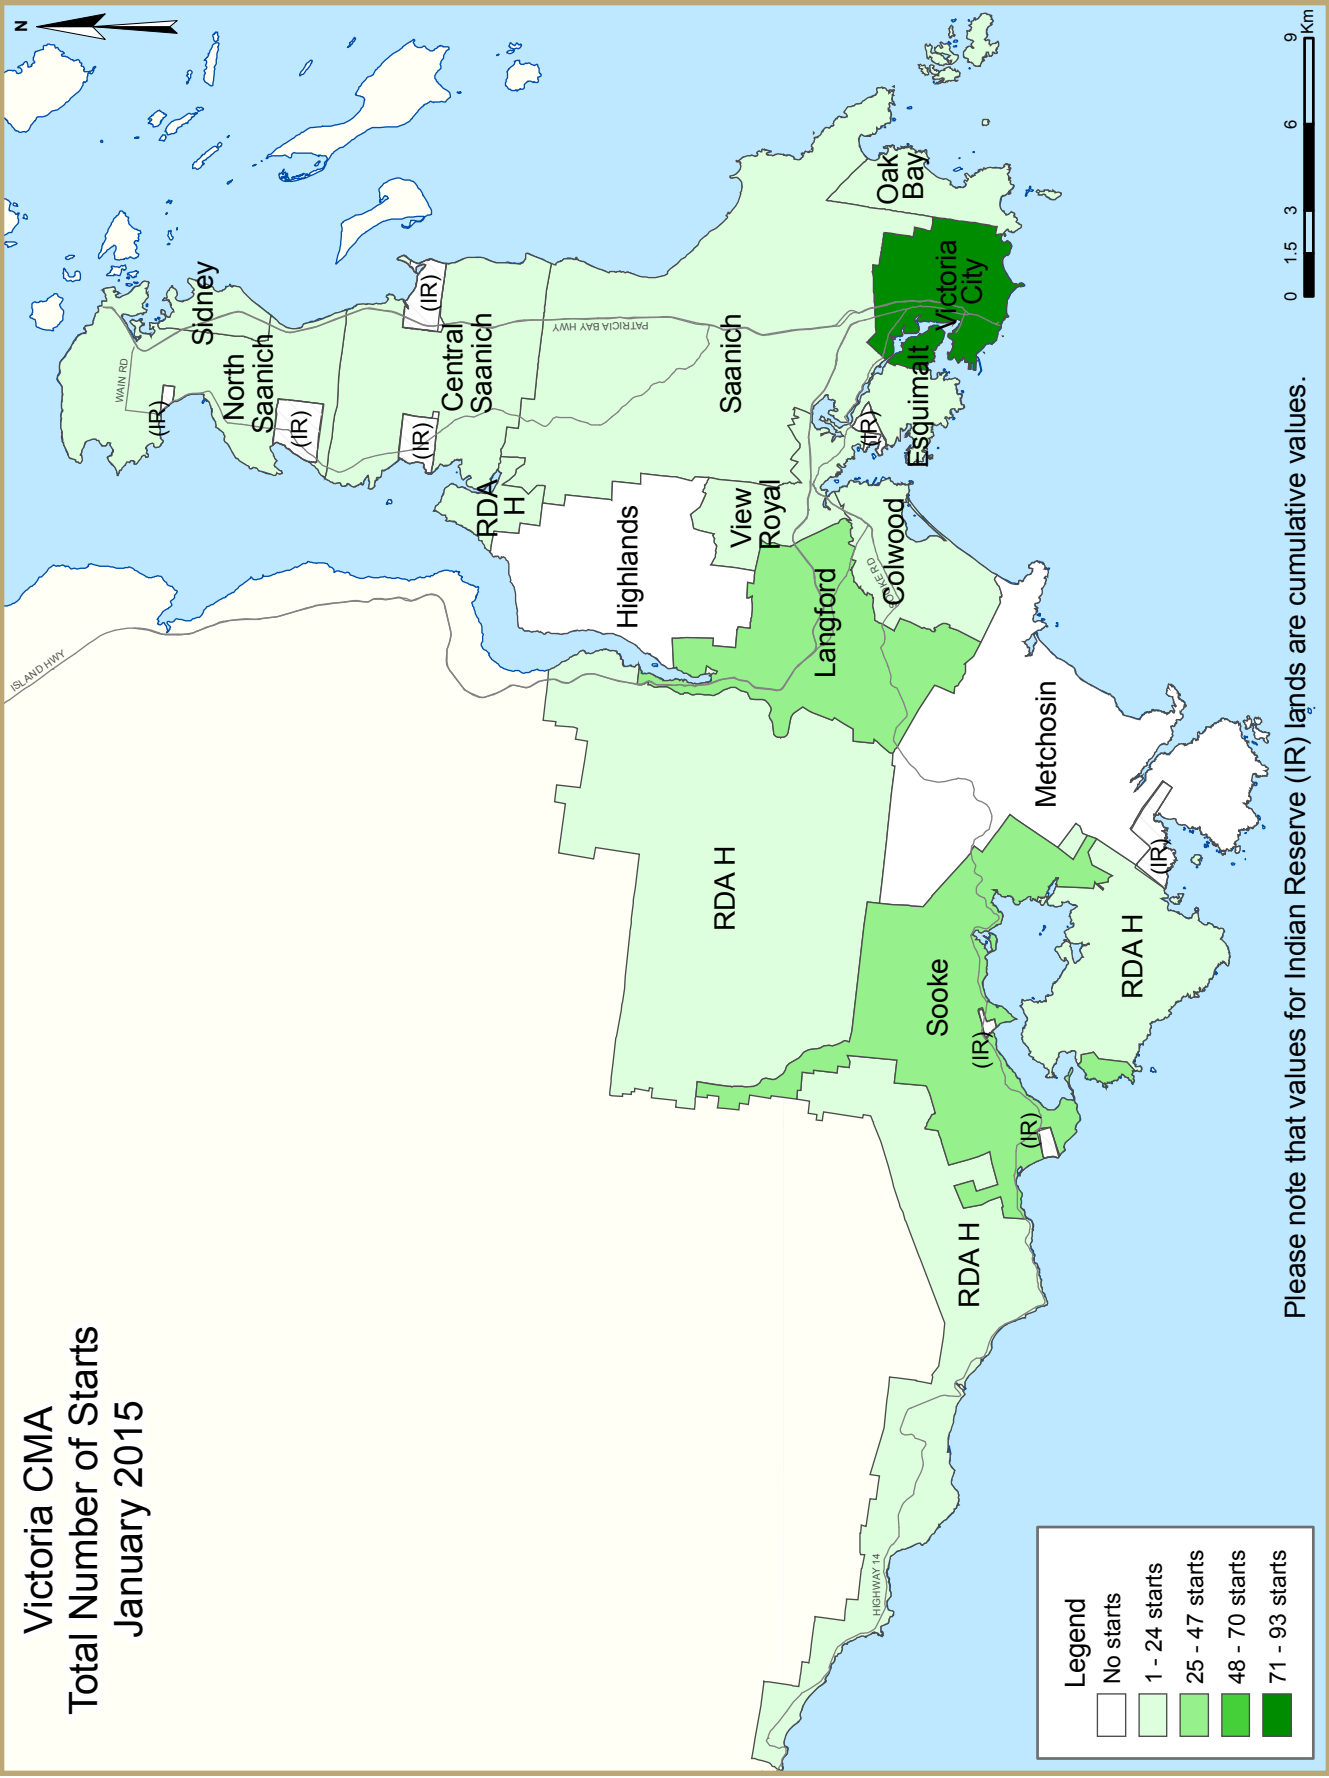 Victoria CMA
Total Number of Starts
January 2015
N
ISLAND HWY
WAIN RD
Sidney
North
Saanich
(IR)
(IR)
(IR)
(IR)
Central
Saanich
PATRICIA BAY HWY
Saanich
RDA
H
Highlands
View
Royal
Oak
Bay
Victoria
City
Esquimalt
(IR)
Langford
Colwood
SOOKE RD
Metchosin
(IR)
RDA H
Sooke
(IR)
(IR)
RDA H
RDA H
HIGHWAY 14
Legend
No starts
1 - 24 starts
25 - 47 starts
48 - 70 starts
71 - 93 starts
Please note that values for Indian Reserve (IR) lands are cumulative values.
0 1.5 3 6 9
Km